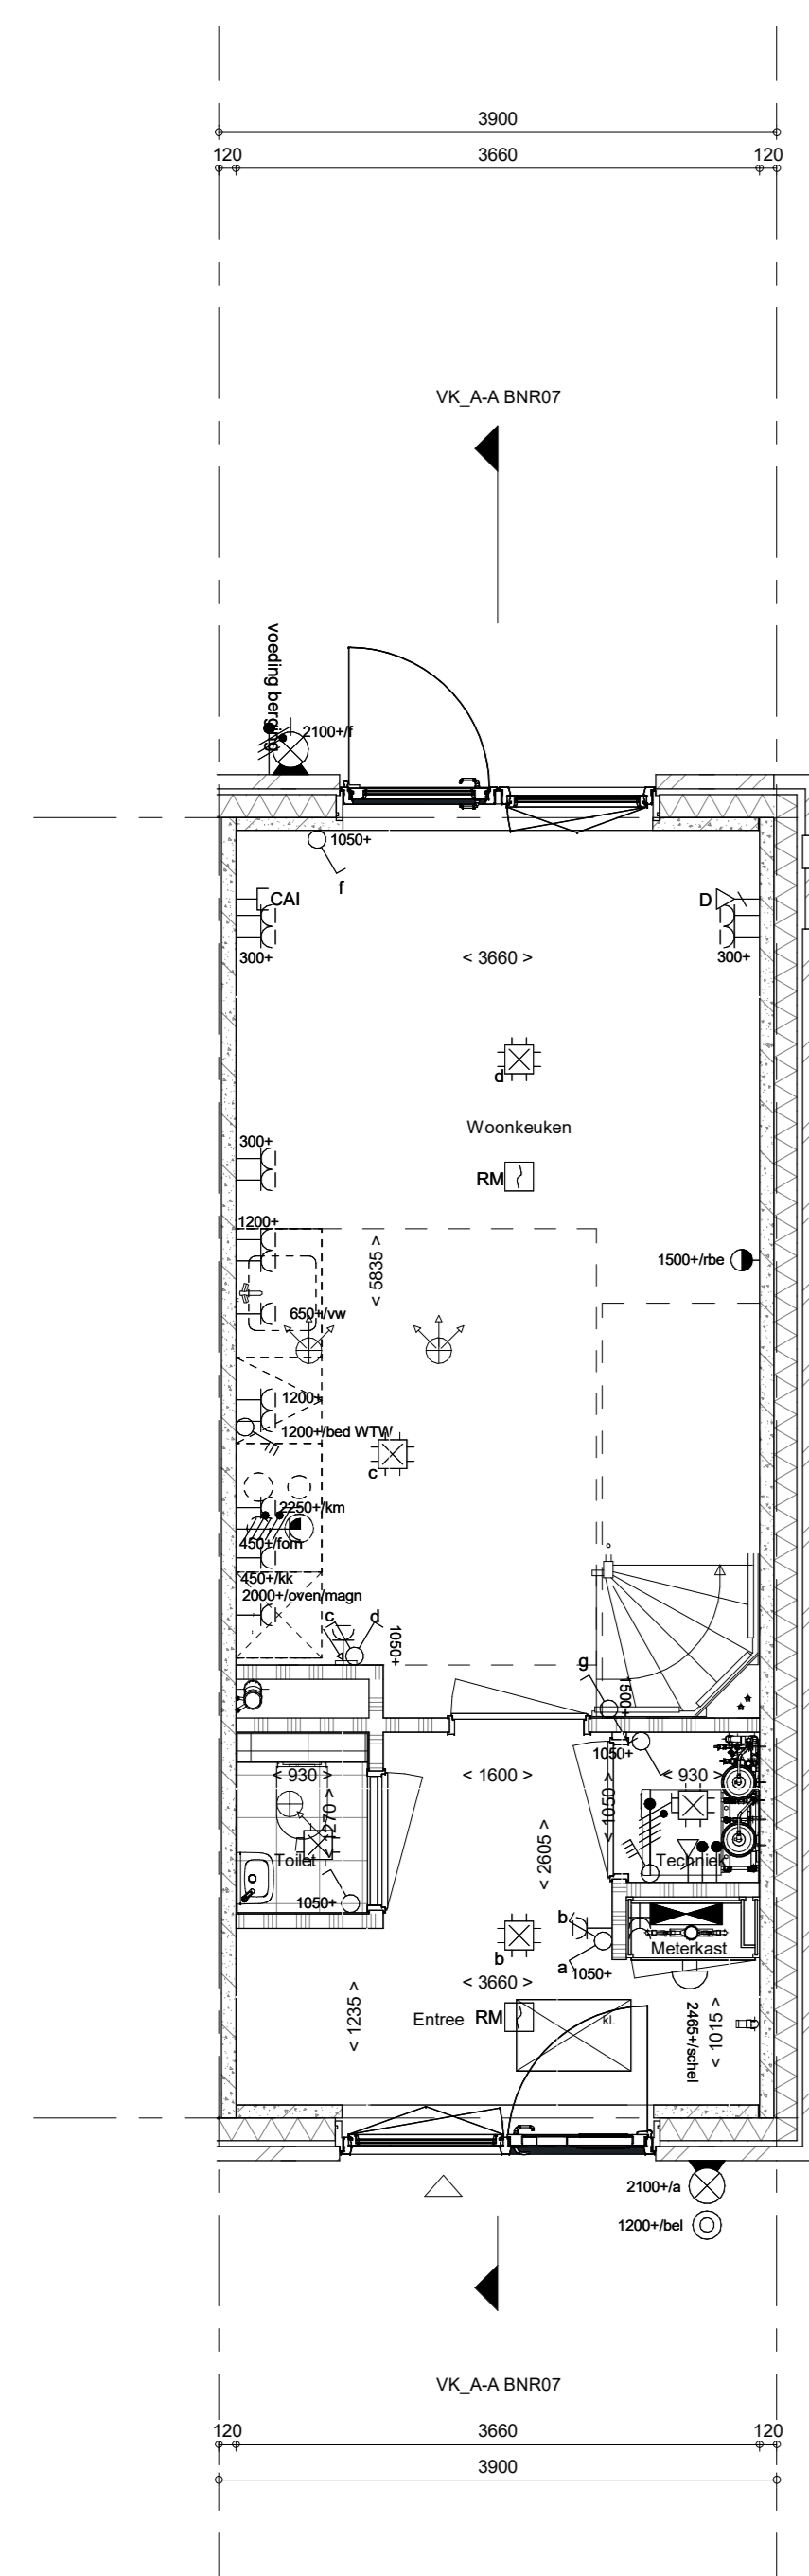 3900
120 3660 120
VK_A-A BNR07
voeding berging
2100+/f
1050+
f
CAI
D
300+
< 3660 >
300+
d
Woonkeuken
300+
RM
1200+
< 5835 >
1500+/rbe
650+/vw
1200+
1200+/bed WTW
c
2250+/km
450+/forn
450+/kk
2000+/oven/magn
c d
1050+
g
1500+
1050+
< 930 >
< 1600 >
< 930 >
< 1270 >
< 1050 >
< 2605 >
Toilet
Techniek
1050+
b
b
a
1050+
Meterkast
< 3660 >
< 1235 >
Entree
RM
kl.
2465+/schel
< 1015 >
2100+/a
1200+/bel
VK_A-A BNR07
120 3660 120
3900